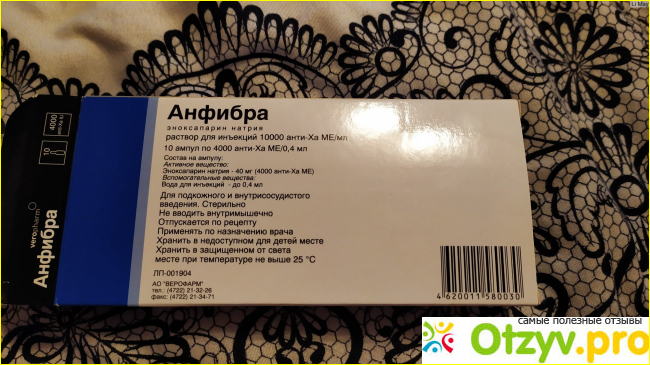 Li May
Анфибра
эноксапарин натрия
раствор для инъекций 10000 анти-Ха МЕ/мл
10 ампул по 4000 анти-Ха МЕ/0,4 мл
Состав на ампулу:
Активное вещество:
Эноксапарин натрия - 40 мг (4000 анти-Ха МЕ)
Вспомогательные вещества:
Вода для инъекций - до 0,4 мл
Для подкожного и внутрисосудистого
введения. Стерильно
Не вводить внутримышечно
Отпускается по рецепту
Применять по назначению врача
Хранить в недоступном для детей месте
Хранить в защищенном от света
месте при температуре не выше 25 °С
ЛП-001904
АО "ВЕРОФАРМ"
тел.: (4722) 21-32-26
факс: (4722) 21-34-71
4 620011 580030
4000
10
veropharm
Анфибра
самые полезные отзывы
Otzyv.pro